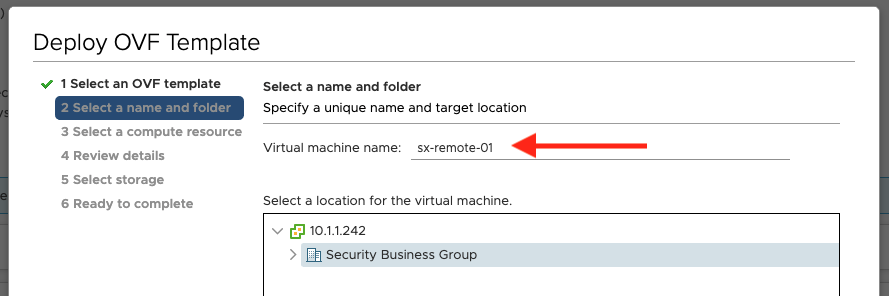 Deploy OVF Template
1 Select an OVF template
2 Select a name and folder
3 Select a compute resource
4 Review details
5 Select storage
6 Ready to complete
Select a name and folder
Specify a unique name and target location
Virtual machine name: sx-remote-01
Select a location for the virtual machine.
10.1.1.242
Security Business Group